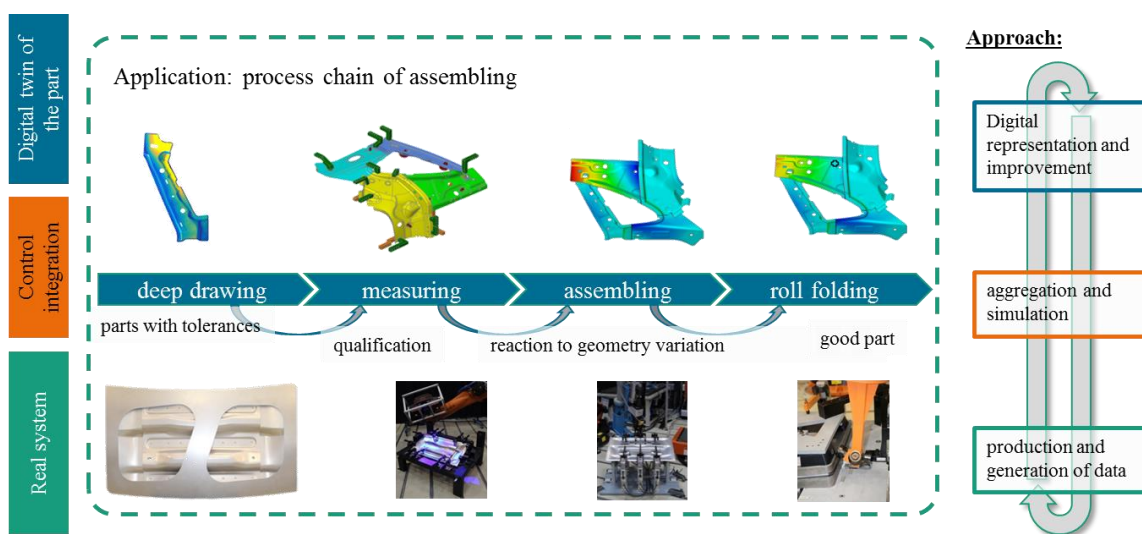 Digital twin of
the part
Control
integration
Real system
Application: process chain of assembling
deep drawing
measuring
assembling
roll folding
parts with tolerances
qualification
reaction to geometry variation
good part
Approach:
Digital
representation and
improvement
aggregation and
simulation
production and
generation of data